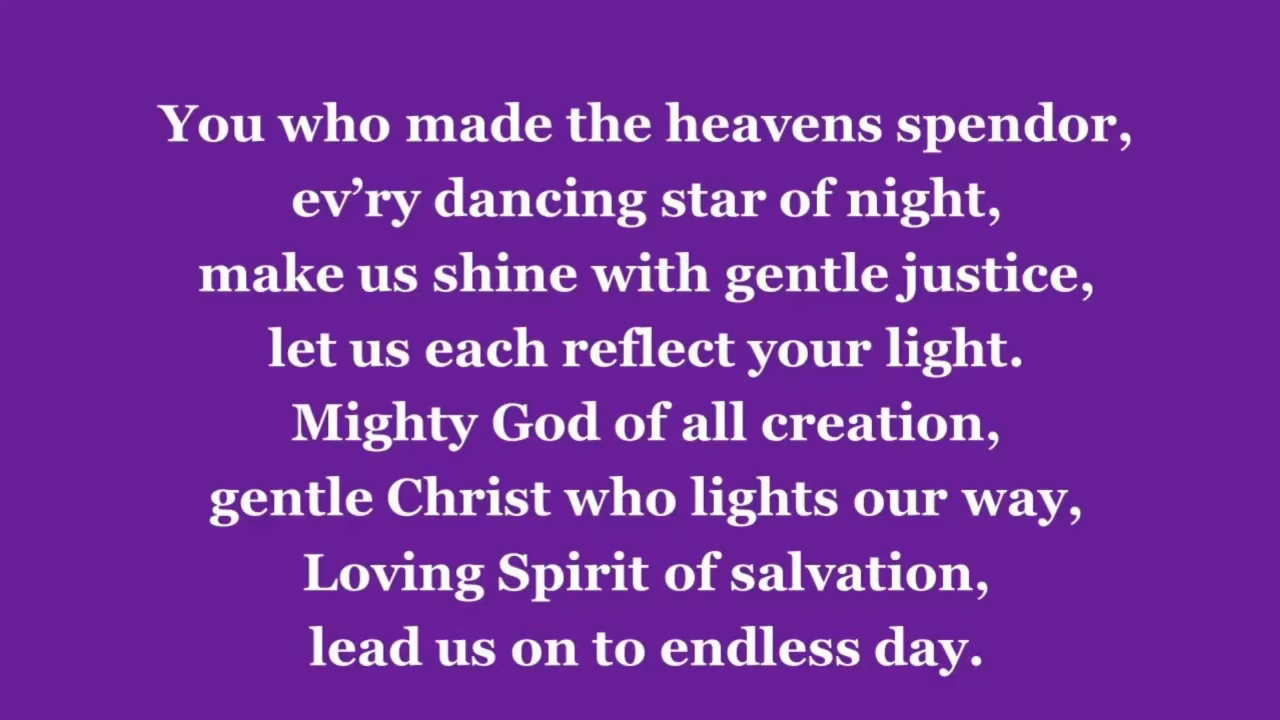 You who made the heavens spendor,
ev’ry dancing star of night,
make us shine with gentle justice,
let us each reflect your light.
Mighty God of all creation,
gentle Christ who lights our way,
Loving Spirit of salvation,
lead us on to endless day.